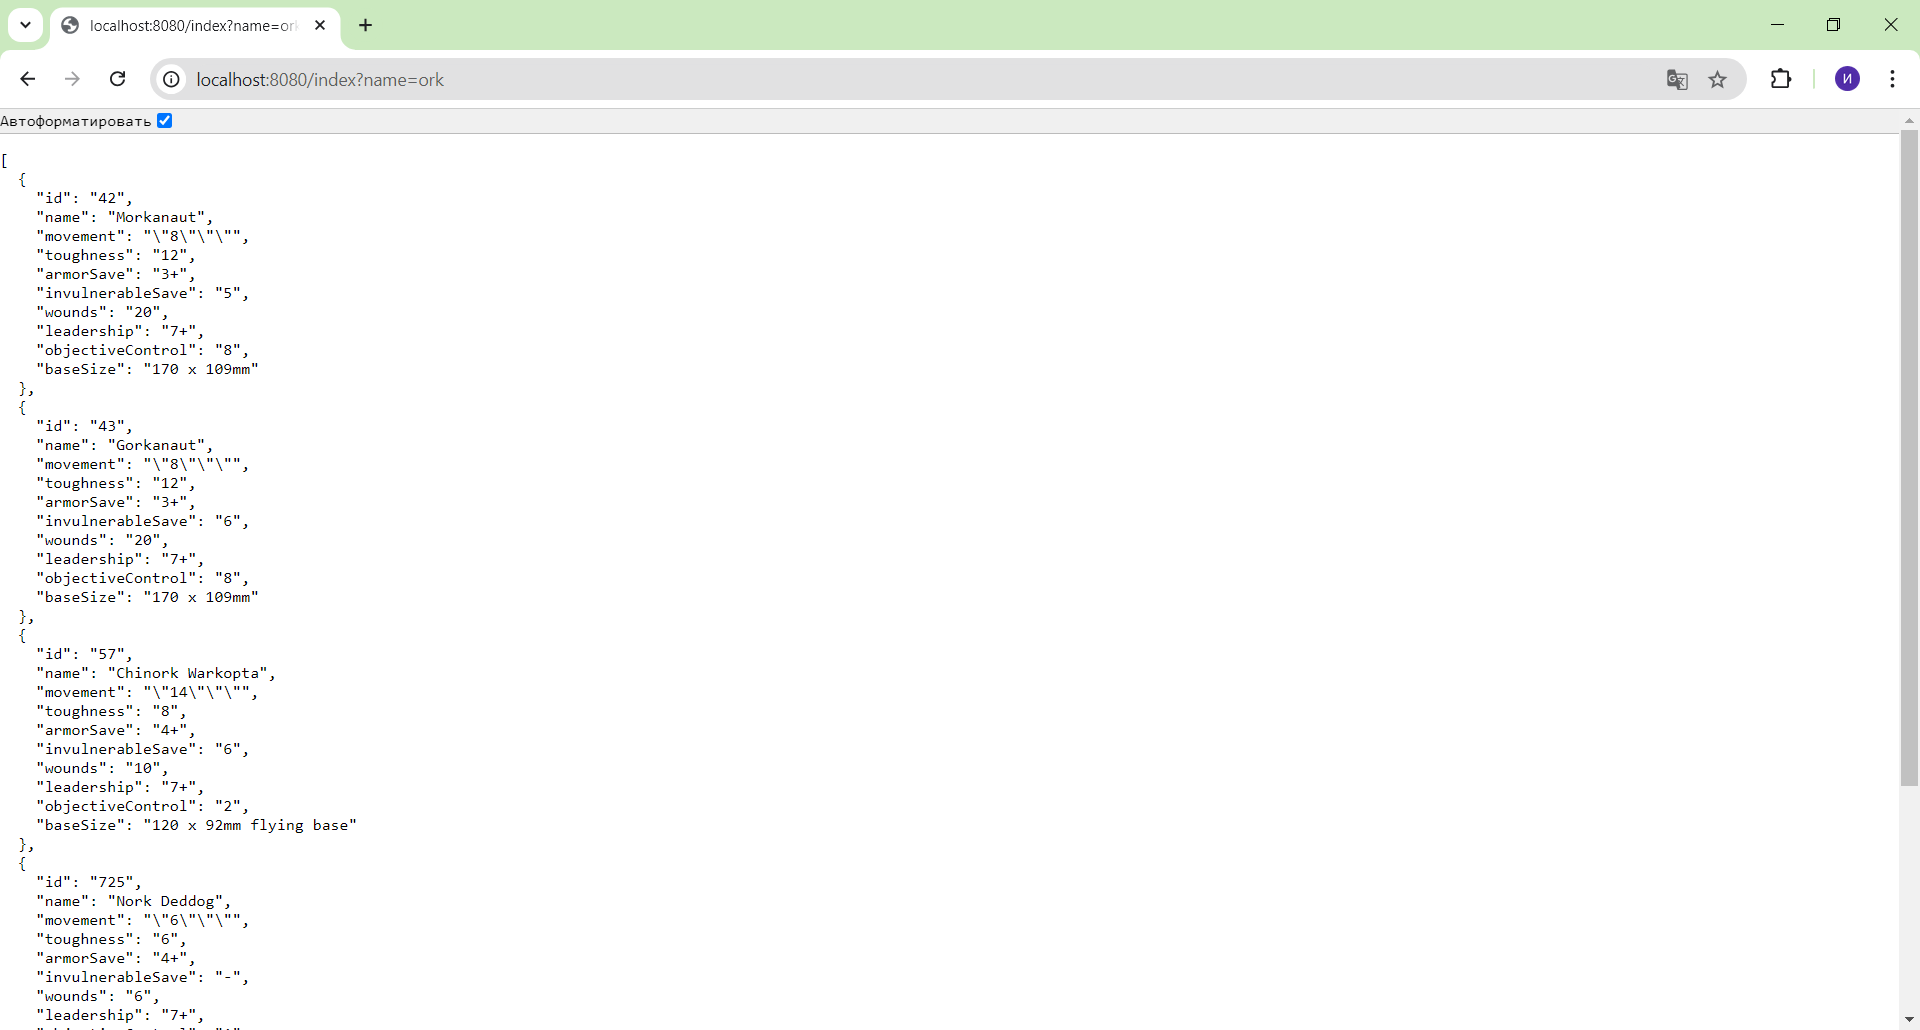 localhost:8080/index?name=ork
localhost:8080/index?name=ork
И
Автоформатировать
[
  {
    "id": "42",
    "name": "Morkanaut",
    "movement": "\"8\"\"\"",
    "toughness": "12",
    "armorSave": "3+",
    "invulnerableSave": "5",
    "wounds": "20",
    "leadership": "7+",
    "objectiveControl": "8",
    "baseSize": "170 x 109mm"
  },
  {
    "id": "43",
    "name": "Gorkanaut",
    "movement": "\"8\"\"\"",
    "toughness": "12",
    "armorSave": "3+",
    "invulnerableSave": "6",
    "wounds": "20",
    "leadership": "7+",
    "objectiveControl": "8",
    "baseSize": "170 x 109mm"
  },
  {
    "id": "57",
    "name": "Chinork Warkopta",
    "movement": "\"14\"\"\"",
    "toughness": "8",
    "armorSave": "4+",
    "invulnerableSave": "6",
    "wounds": "10",
    "leadership": "7+",
    "objectiveControl": "2",
    "baseSize": "120 x 92mm flying base"
  },
  {
    "id": "725",
    "name": "Nork Deddog",
    "movement": "\"6\"\"\"",
    "toughness": "6",
    "armorSave": "4+",
    "invulnerableSave": "-",
    "wounds": "6",
    "leadership": "7+",